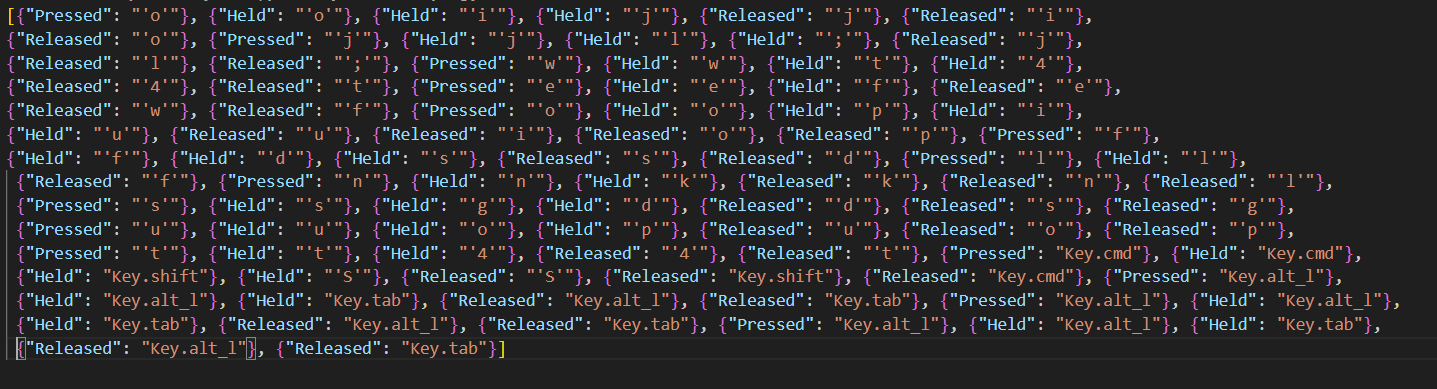 [{"Pressed": "'o'"}, {"Held": "'o'"}, {"Held": "'i'"}, {"Held": "'j'"}, {"Released": "'j'"}, {"Released": "'i'"},
{"Released": "'o'"}, {"Pressed": "'j'"}, {"Held": "'j'"}, {"Held": "'l'"}, {"Held": "';'"}, {"Released": "'j'"},
{"Released": "'l'"}, {"Released": "';'"}, {"Pressed": "'w'"}, {"Held": "'w'"}, {"Held": "'t'"}, {"Held": "'4'"},
{"Released": "'4'"}, {"Released": "'t'"}, {"Pressed": "'e'"}, {"Held": "'e'"}, {"Held": "'f'"}, {"Released": "'e'"},
{"Released": "'w'"}, {"Released": "'f'"}, {"Pressed": "'o'"}, {"Held": "'o'"}, {"Held": "'p'"}, {"Held": "'i'"},
{"Held": "'u'"}, {"Released": "'u'"}, {"Released": "'i'"}, {"Released": "'o'"}, {"Released": "'p'"}, {"Pressed": "'f'"},
{"Held": "'f'"}, {"Held": "'d'"}, {"Held": "'s'"}, {"Released": "'s'"}, {"Released": "'d'"}, {"Pressed": "'l'"}, {"Held": "'l'"},
{"Released": "'f'"}, {"Pressed": "'n'"}, {"Held": "'n'"}, {"Held": "'k'"}, {"Released": "'k'"}, {"Released": "'n'"}, {"Released": "'l'"},
{"Pressed": "'s'"}, {"Held": "'s'"}, {"Held": "'g'"}, {"Held": "'d'"}, {"Released": "'d'"}, {"Released": "'s'"}, {"Released": "'g'"},
{"Pressed": "'u'"}, {"Held": "'u'"}, {"Held": "'o'"}, {"Held": "'p'"}, {"Released": "'u'"}, {"Released": "'o'"}, {"Released": "'p'"},
{"Pressed": "'t'"}, {"Held": "'t'"}, {"Held": "'4'"}, {"Released": "'4'"}, {"Released": "'t'"}, {"Pressed": "Key.cmd"}, {"Held": "Key.cmd"},
{"Held": "Key.shift"}, {"Held": "'S'"}, {"Released": "'S'"}, {"Released": "Key.shift"}, {"Released": "Key.cmd"}, {"Pressed": "Key.alt_l"},
{"Held": "Key.alt_l"}, {"Held": "Key.tab"}, {"Released": "Key.alt_l"}, {"Released": "Key.tab"}, {"Pressed": "Key.alt_l"}, {"Held": "Key.alt_l"},
{"Held": "Key.tab"}, {"Released": "Key.alt_l"}, {"Released": "Key.tab"}, {"Pressed": "Key.alt_l"}, {"Held": "Key.alt_l"}, {"Held": "Key.tab"},
{"Released": "Key.alt_l"}, {"Released": "Key.tab"}]